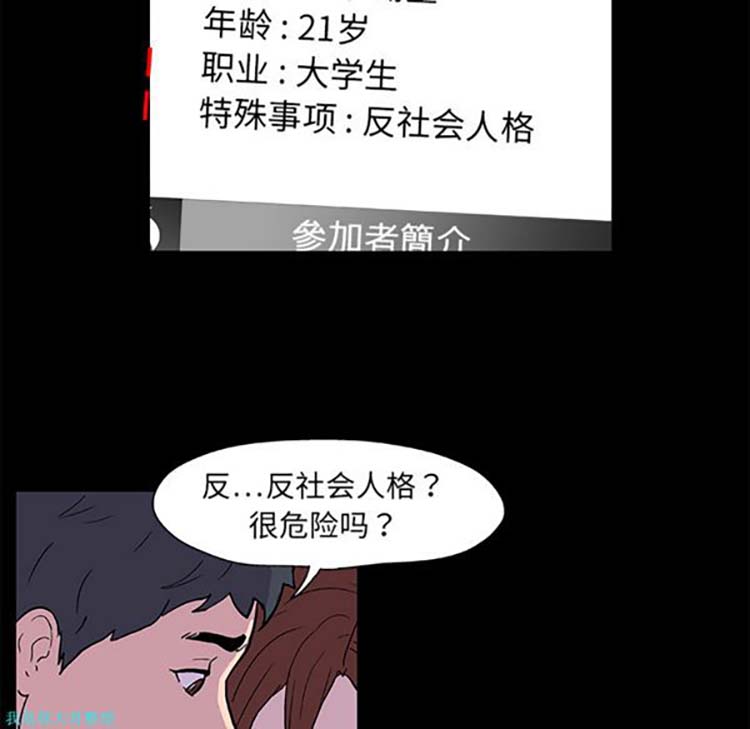 年龄：21岁
职业：大学生
特殊事项：反社会人格
參加者簡介
反...反社会人格？
很危险吗？